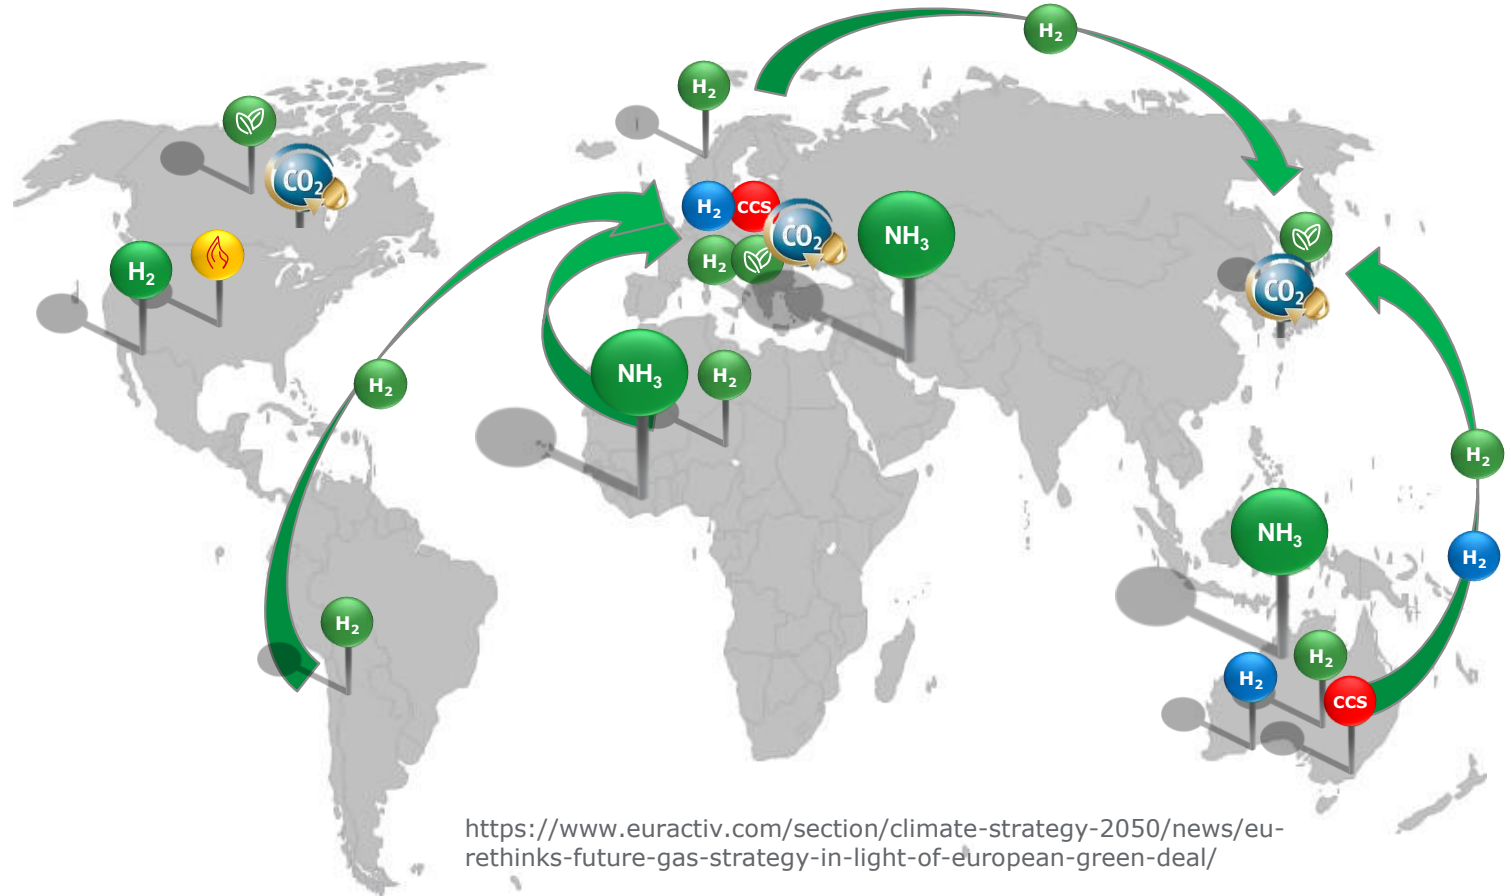 H₂
H₂
CO₂
H₂
CCS
CO₂
NH₃
H₂
H₂
H₂
CO₂
NH₃
H₂
H₂
H₂
NH₃
H₂
H₂
H₂
H₂
CCS
https://www.euractiv.com/section/climate-strategy-2050/news/eu-
rethinks-future-gas-strategy-in-light-of-european-green-deal/